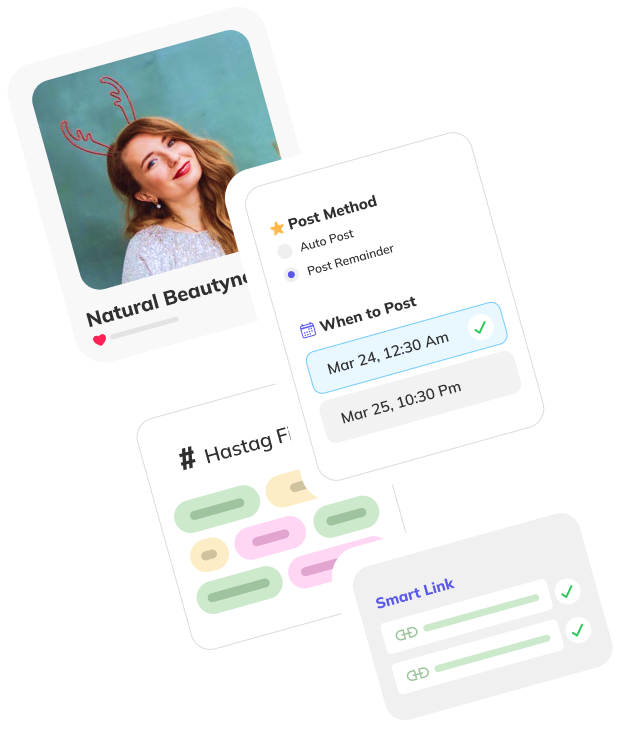 Natural Beautyne
Post Method
Auto Post
Post Remainder
When to Post
Mar 24, 12:30 Am
Mar 25, 10:30 Pm
# Hastag Fi
Smart Link